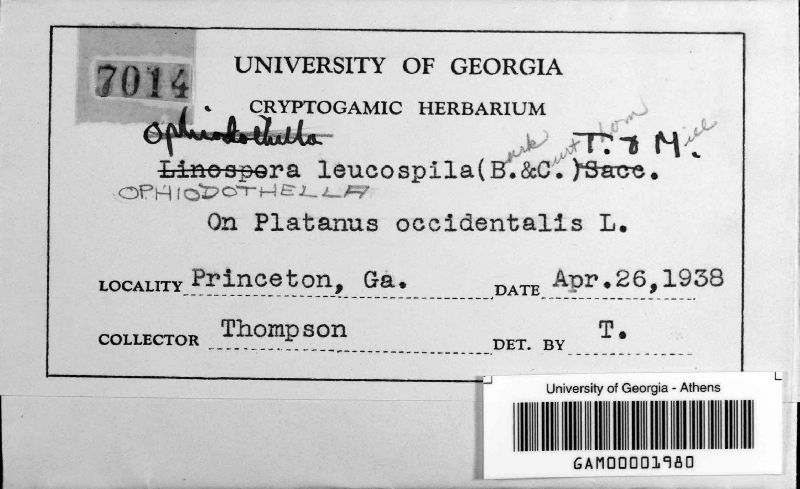 7014
UNIVERSITY OF GEORGIA
CRYPTOGAMIC HERBARIUM
Ophiodothella T. & M.
Linospora leucospila (B. & C.) Sacc.
OPHIODOTHELLA
On Platanus occidentalis L.
LOCALITY Princeton, Ga. DATE Apr. 26, 1938
COLLECTOR Thompson DET. BY T.
University of Georgia - Athens
GAM00001980